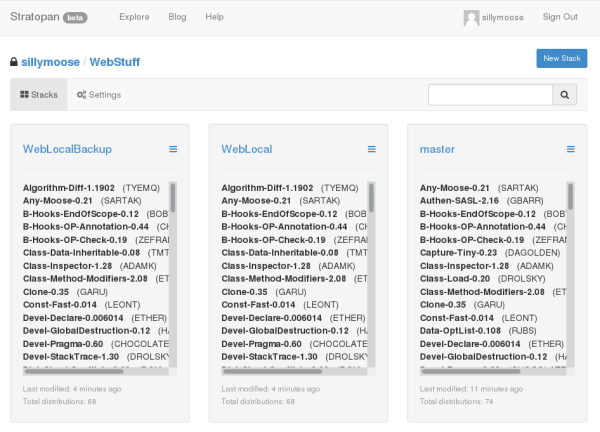 Stratopan beta Explore Blog Help sillymoose Sign Out
sillymoose / WebStuff New Stack
Stacks Settings
WebLocalBackup
Algorithm-Diff-1.1902 (TYEMQ)
Any-Moose-0.21 (SARTAK)
B-Hooks-EndOfScope-0.12 (BOB
B-Hooks-OP-Annotation-0.44 (CH
B-Hooks-OP-Check-0.19 (ZEFRA
Class-Data-Inheritable-0.08 (TMT
Class-Inspector-1.28 (ADAMK)
Class-Method-Modifiers-2.08 (ET
Clone-0.35 (GARU)
Const-Fast-0.014 (LEONT)
Devel-Declare-0.006014 (ETHER)
Devel-GlobalDestruction-0.12 (HA
Devel-Pragma-0.60 (CHOCOLATE
Devel-StackTrace-1.30 (DROLSKY
Last modified: 4 minutes ago
Total distributions: 68
WebLocal
Algorithm-Diff-1.1902 (TYEMQ)
Any-Moose-0.21 (SARTAK)
B-Hooks-EndOfScope-0.12 (BOB
B-Hooks-OP-Annotation-0.44 (CH
B-Hooks-OP-Check-0.19 (ZEFRA
Class-Data-Inheritable-0.08 (TMT
Class-Inspector-1.28 (ADAMK)
Class-Method-Modifiers-2.08 (ET
Clone-0.35 (GARU)
Const-Fast-0.014 (LEONT)
Devel-Declare-0.006014 (ETHER)
Devel-GlobalDestruction-0.12 (HA
Devel-Pragma-0.60 (CHOCOLATE
Devel-StackTrace-1.30 (DROLSKY
Last modified: 4 minutes ago
Total distributions: 68
master
Any-Moose-0.21 (SARTAK)
Authen-SASL-2.16 (GBARR)
B-Hooks-EndOfScope-0.12 (BOB
B-Hooks-OP-Annotation-0.44 (CH
B-Hooks-OP-Check-0.19 (ZEFRA
Capture-Tiny-0.23 (DAGOLDEN)
Class-Inspector-1.28 (ADAMK)
Class-Load-0.20 (DROLSKY)
Class-Method-Modifiers-2.08 (ET
Clone-0.35 (GARU)
Const-Fast-0.014 (LEONT)
Data-OptList-0.108 (RJBS)
Devel-Declare-0.006014 (ETHER)
Devel-GlobalDestruction-0.12 (HA
Last modified: 11 minutes ago
Total distributions: 74